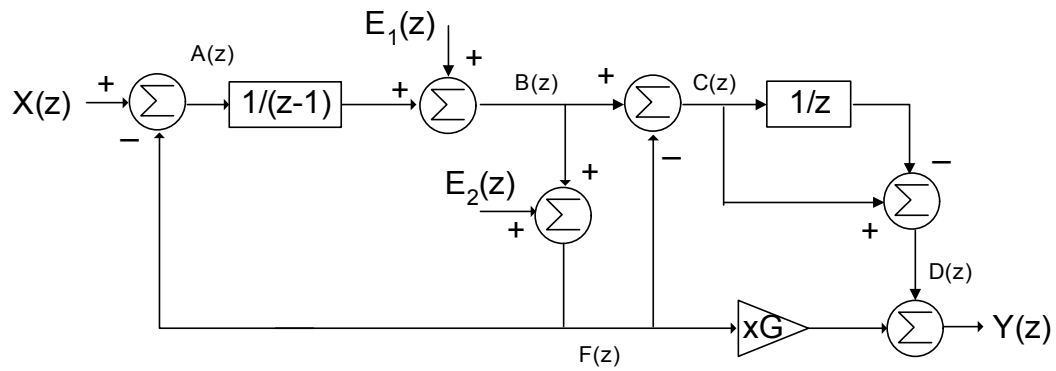 E₁(z)
+
A(z)
B(z)
C(z)
+
+
+
X(z)
∑
1/(z-1)
∑
∑
1/z
−
−
−
E₂(z)
+
+
∑
∑
+
D(z)
xG
∑
Y(z)
F(z)